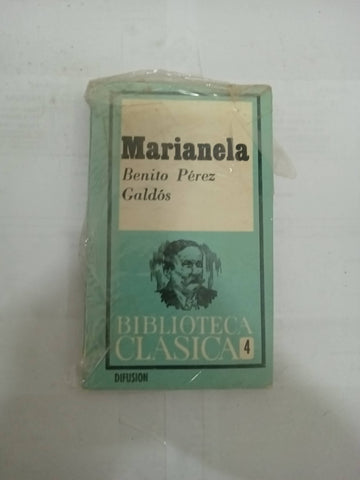 Marianela
Benito Pérez
Galdós
BIBLIOTECA
CLASICA 4
DIFUSION